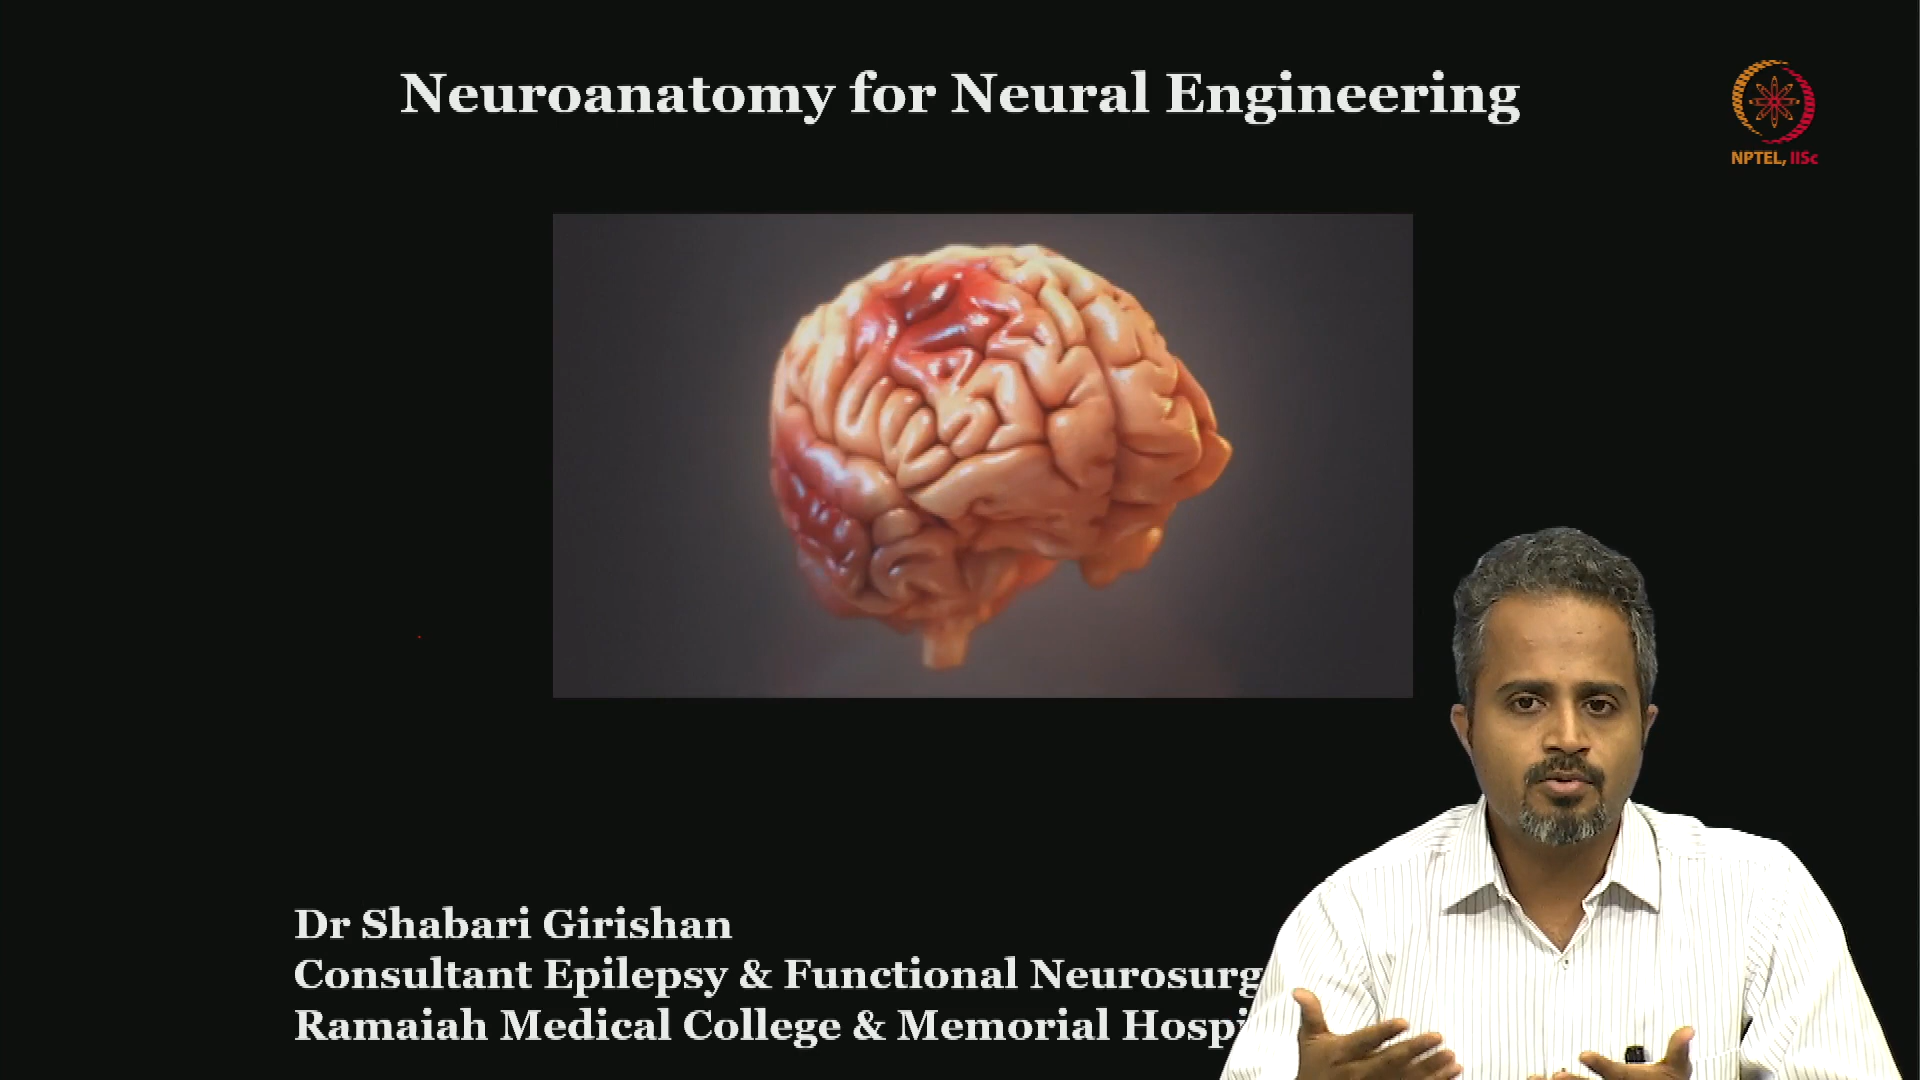 Neuroanatomy for Neural Engineering
NPTEL, IISc
Dr Shabari Girishan
Consultant Epilepsy & Functional
Ramaiah Medical College & Memorial